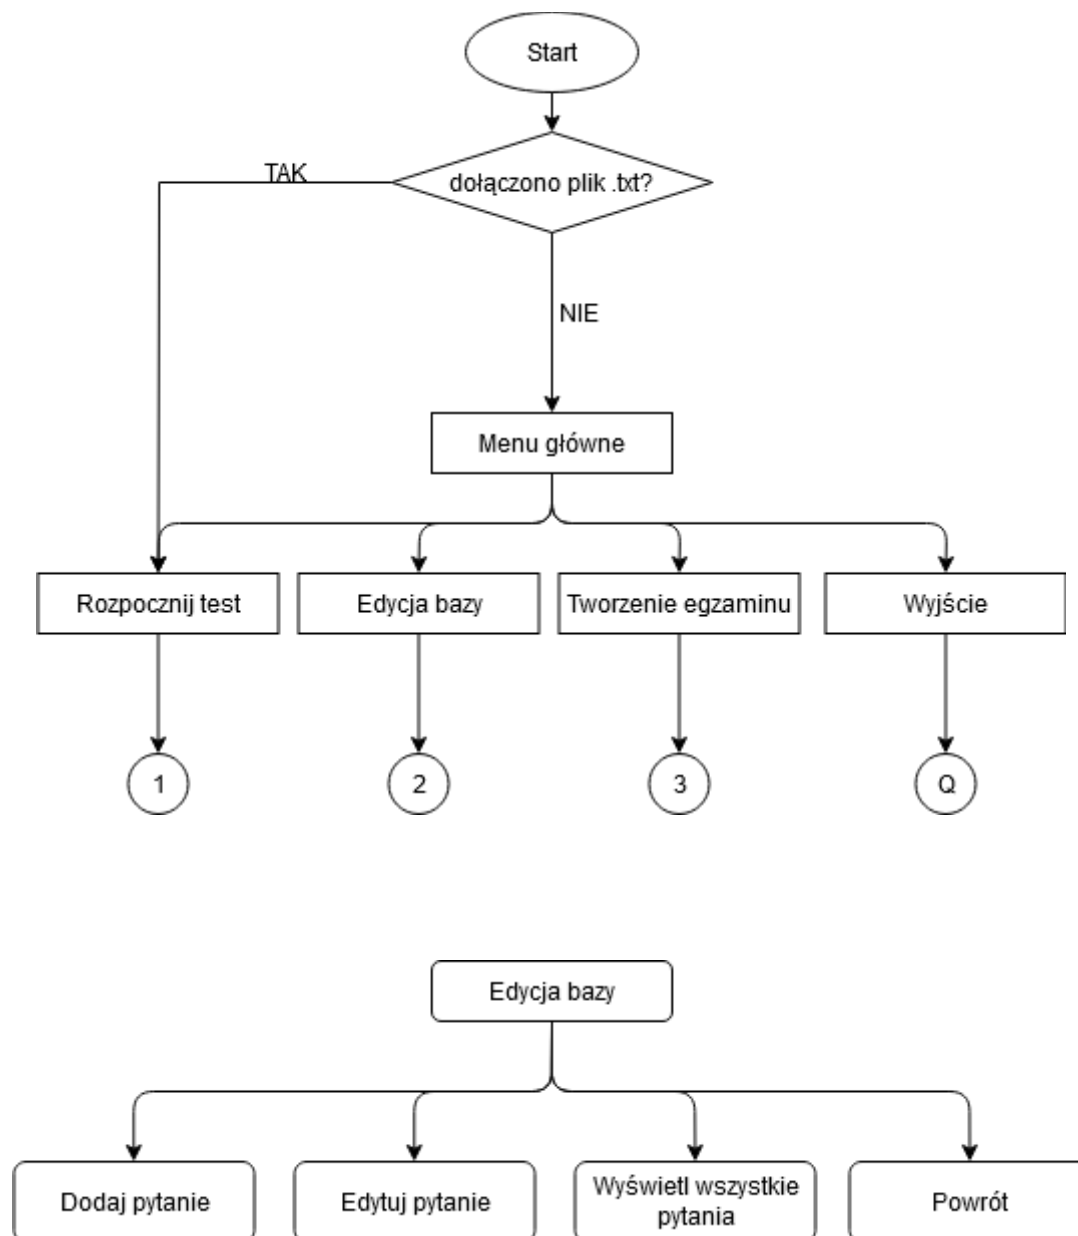 Start
dołączono plik .txt?
TAK
NIE
Menu główne
Rozpocznij test
Edycja bazy
Tworzenie egzaminu
Wyjście
1
2
3
Q
Edycja bazy
Dodaj pytanie
Edytuj pytanie
Wyświetl wszystkie
pytania
Powrót